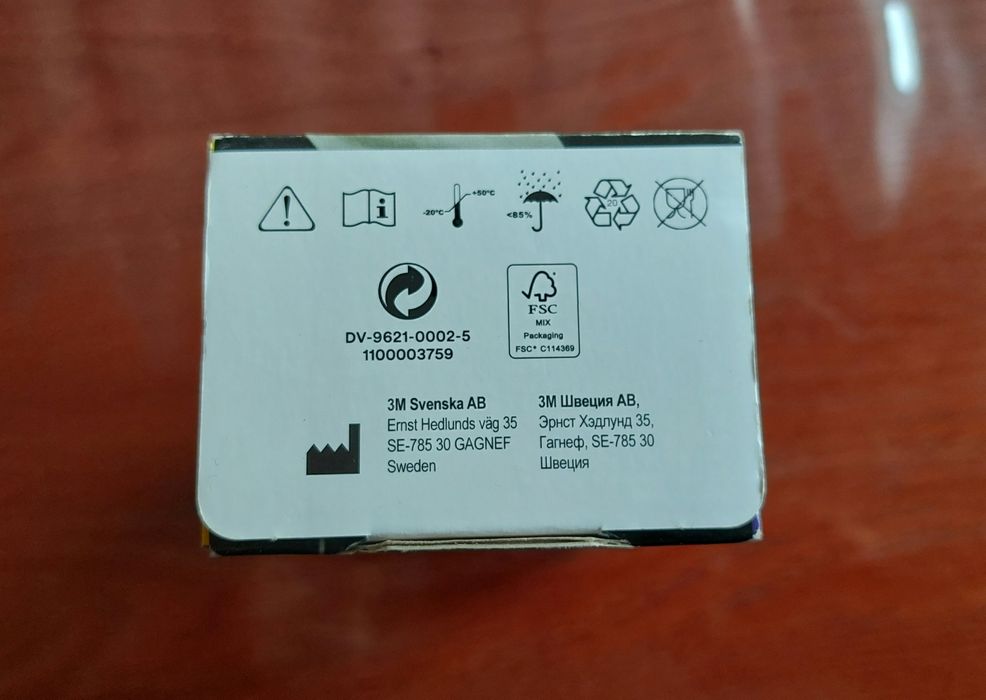 +50°C
-20°C
<85%
20
FSC
MIX
Packaging
FSC® C114369
DV-9621-0002-5
1100003759
3M Svenska AB
Ernst Hedlunds väg 35
SE-785 30 GAGNEF
Sweden
3М Швеция АВ,
Эрнст Хэдлунд 35,
Гагнеф, SE-785 30
Швеция